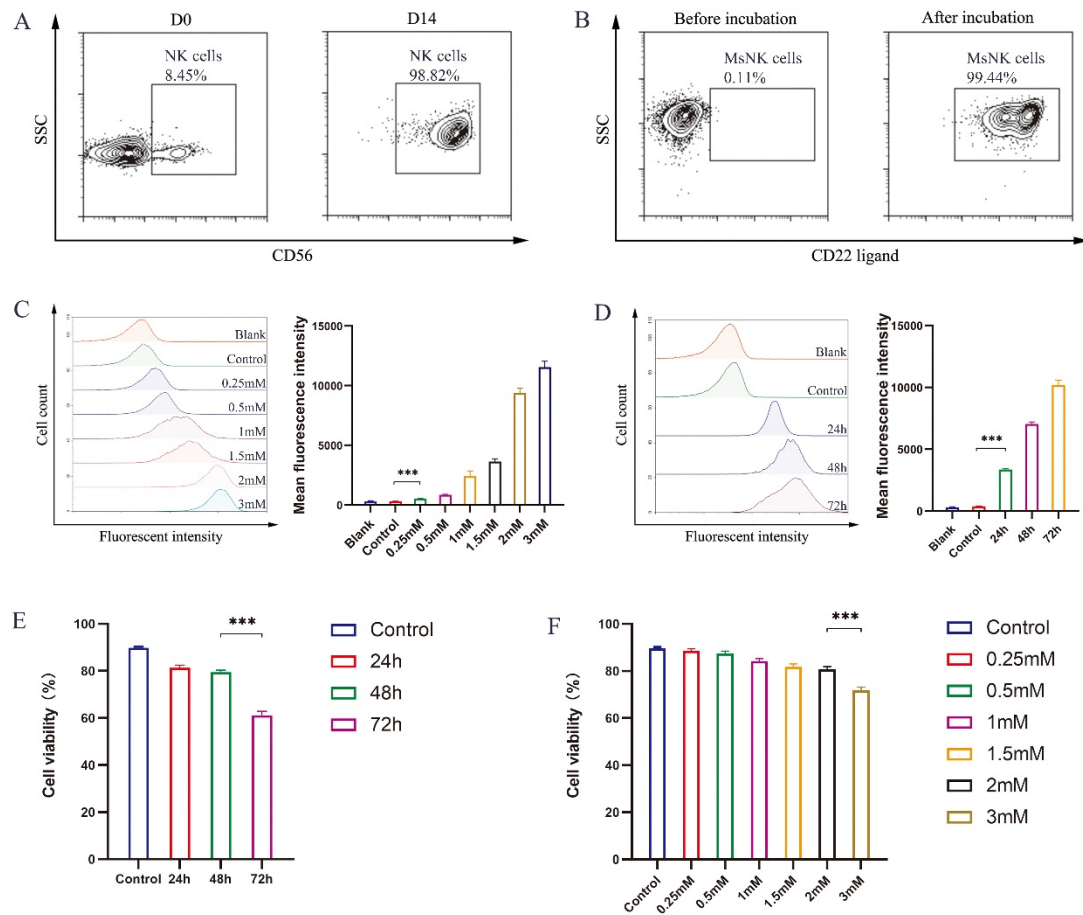 A
D0
D14
NK cells
8.45%
NK cells
98.82%
SSC
CD56
B
Before incubation
After incubation
MsNK cells
0.11%
MsNK cells
99.44%
SSC
CD22 ligand
C
Blank
Control
0.25mM
0.5mM
1mM
1.5mM
2mM
3mM
Cell count
Fluorescent intensity
Mean fluorescence intensity
15000
10000
5000
0
***
Blank
Control
0.25mM
0.5mM
1mM
1.5mM
2mM
3mM
D
Blank
Control
24h
48h
72h
Cell count
Fluorescent intensity
Mean fluorescence intensity
15000
10000
5000
0
***
Blank
Control
24h
48h
72h
E
Cell viability (%)
100
80
60
40
20
0
***
Control
24h
48h
72h
Control
24h
48h
72h
F
Cell viability (%)
100
80
60
40
20
0
***
Control
0.25mM
0.5mM
1mM
1.5mM
2mM
3mM
Control
0.25mM
0.5mM
1mM
1.5mM
2mM
3mM